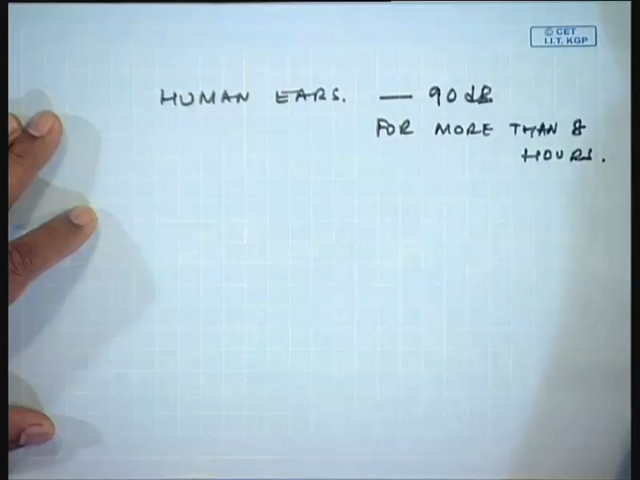 © CET
I.I.T. KGP
HUMAN EARS. — 90 dB
FOR MORE THAN 8
HOURS.